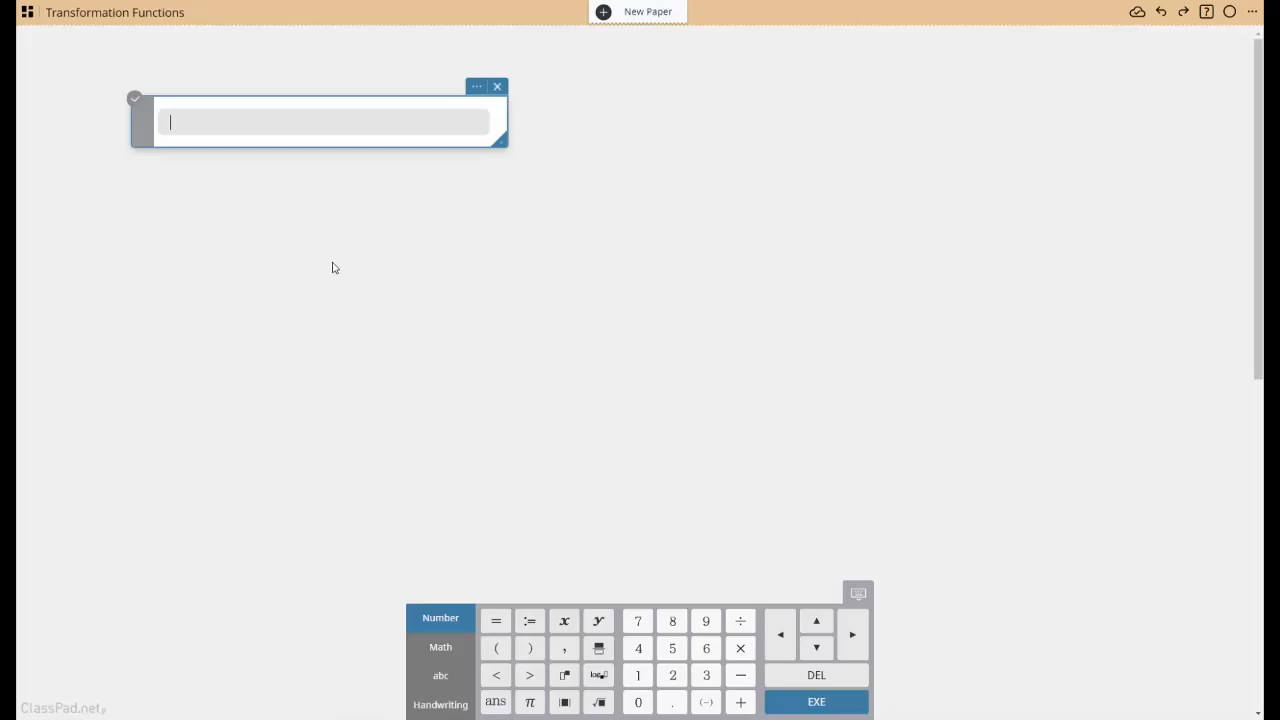 Transformation Functions
New Paper
Number
Math
abc
Handwriting
= := x y 7 8 9 ÷
( ) , 4 5 6 ×
< > log 1 2 3 −
ans π 0 . (−) +
DEL
EXE
ClassPad.net